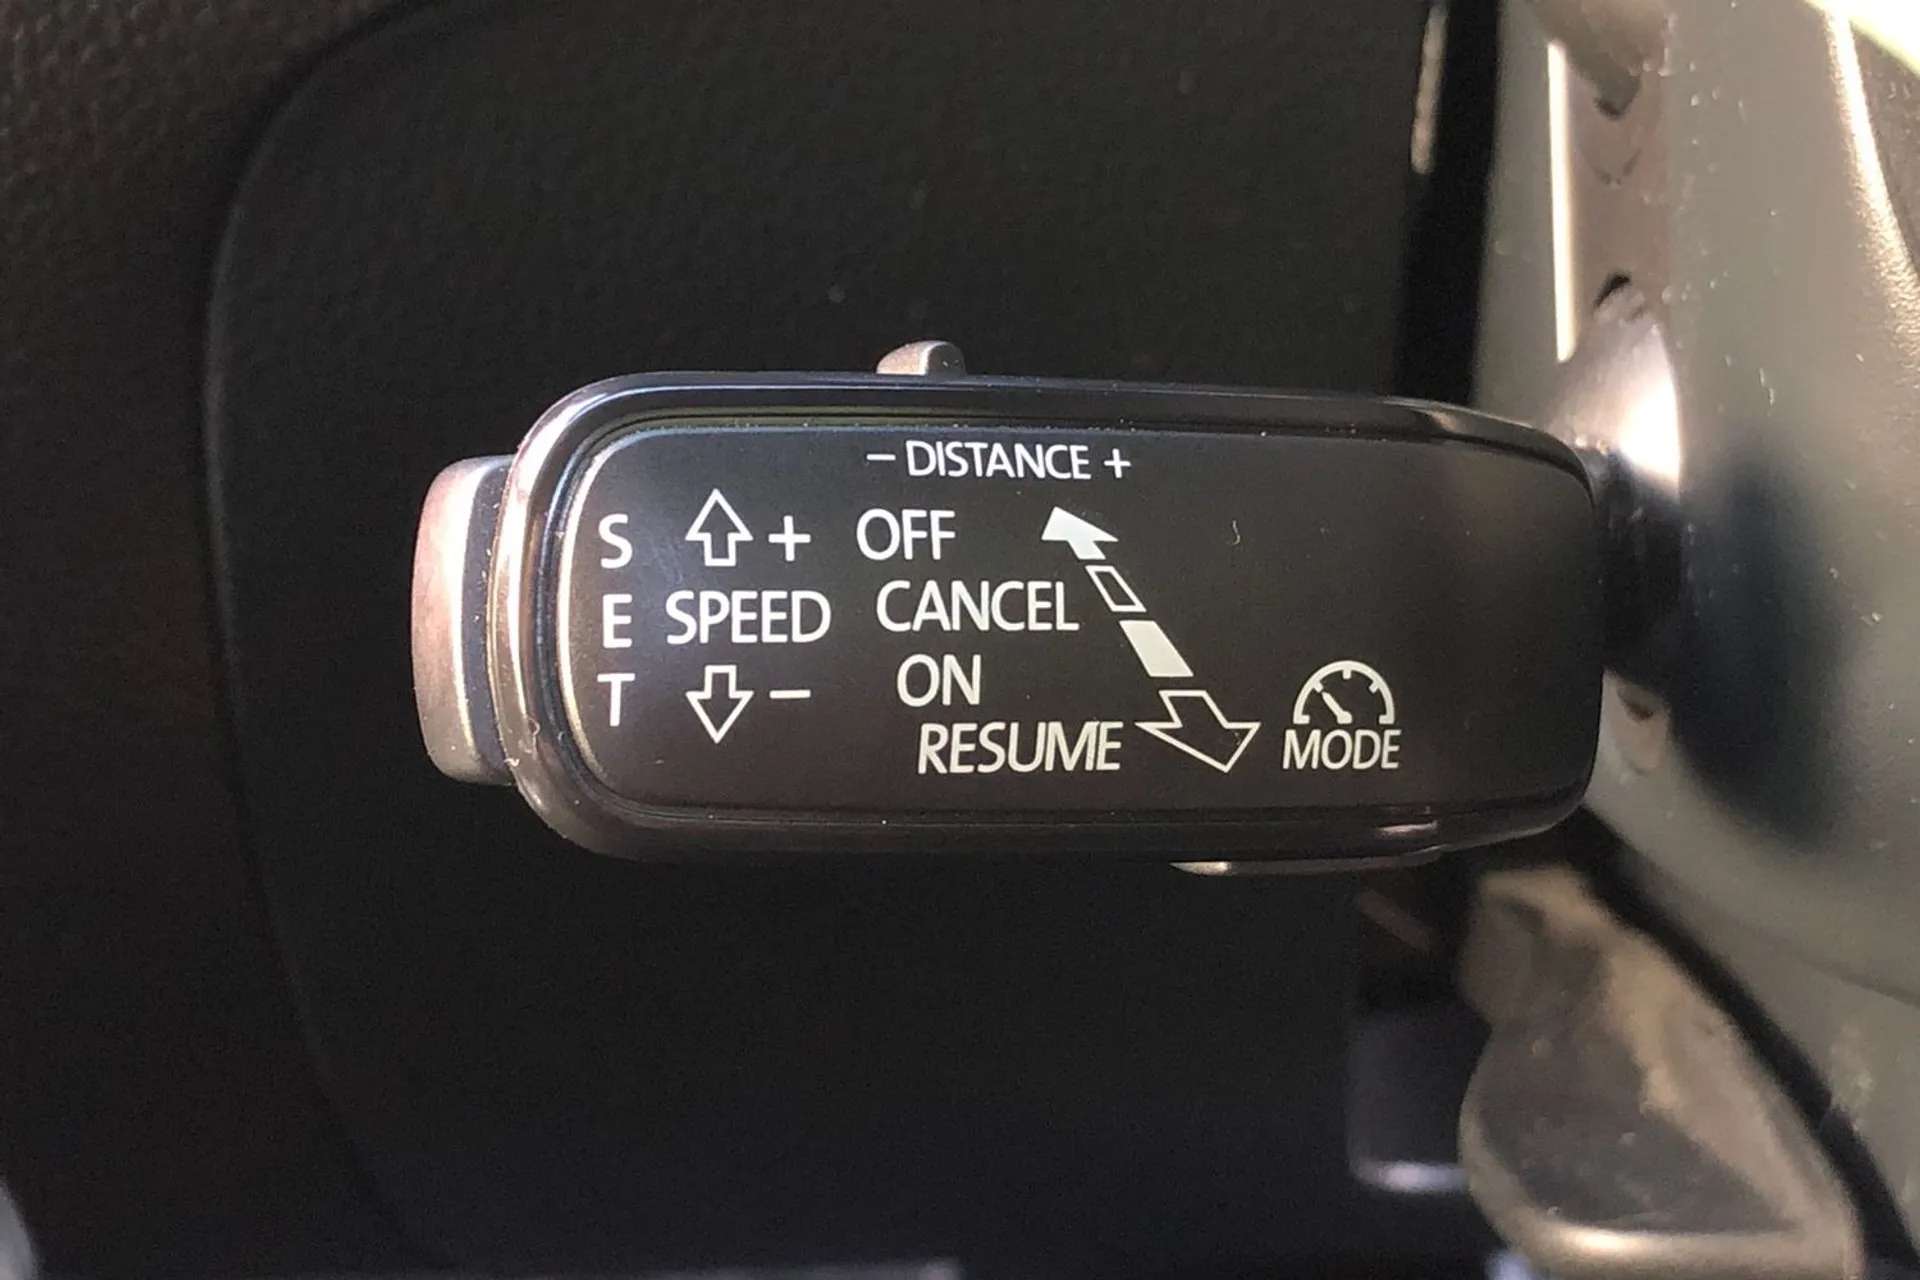 – DISTANCE +
S + OFF
E SPEED CANCEL
T – ON
RESUME MODE